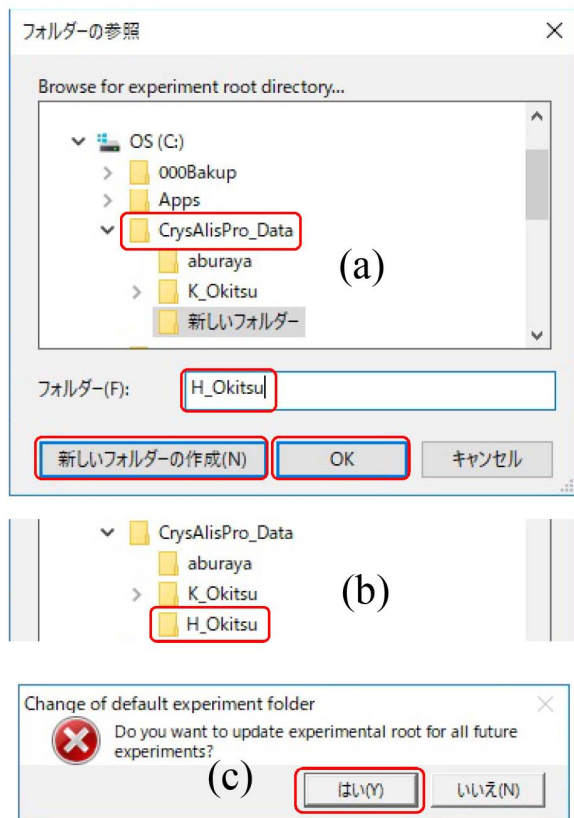 フォルダーの参照
Browse for experiment root directory...
OS (C:)
000Bakup
Apps
CrysAlisPro_Data
aburaya
(a)
K_Okitsu
新しいフォルダー
フォルダー(F):
H_Okitsu
新しいフォルダーの作成(N)
OK
キャンセル
CrysAlisPro_Data
aburaya
K_Okitsu
(b)
H_Okitsu
Change of default experiment folder
Do you want to update experimental root for all future
experiments?
(c)
はい(Y)
いいえ(N)